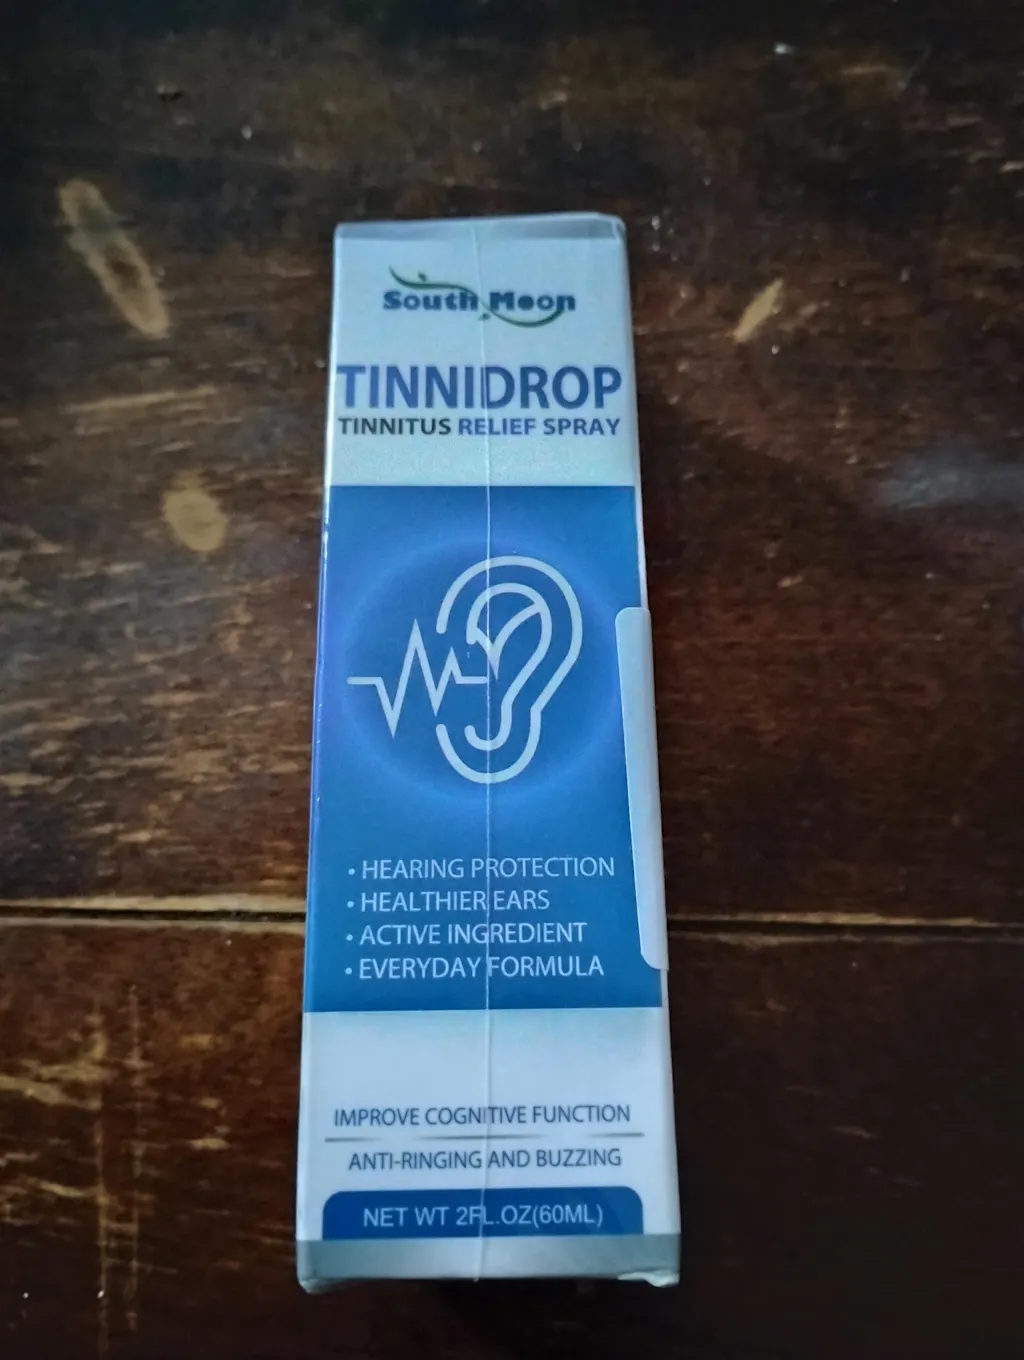 South Moon
TINNIDROP
TINNITUS RELIEF SPRAY
• HEARING PROTECTION
• HEALTHIER EARS
• ACTIVE INGREDIENT
• EVERYDAY FORMULA
IMPROVE COGNITIVE FUNCTION
ANTI-RINGING AND BUZZING
NET WT 2FL.OZ(60ML)